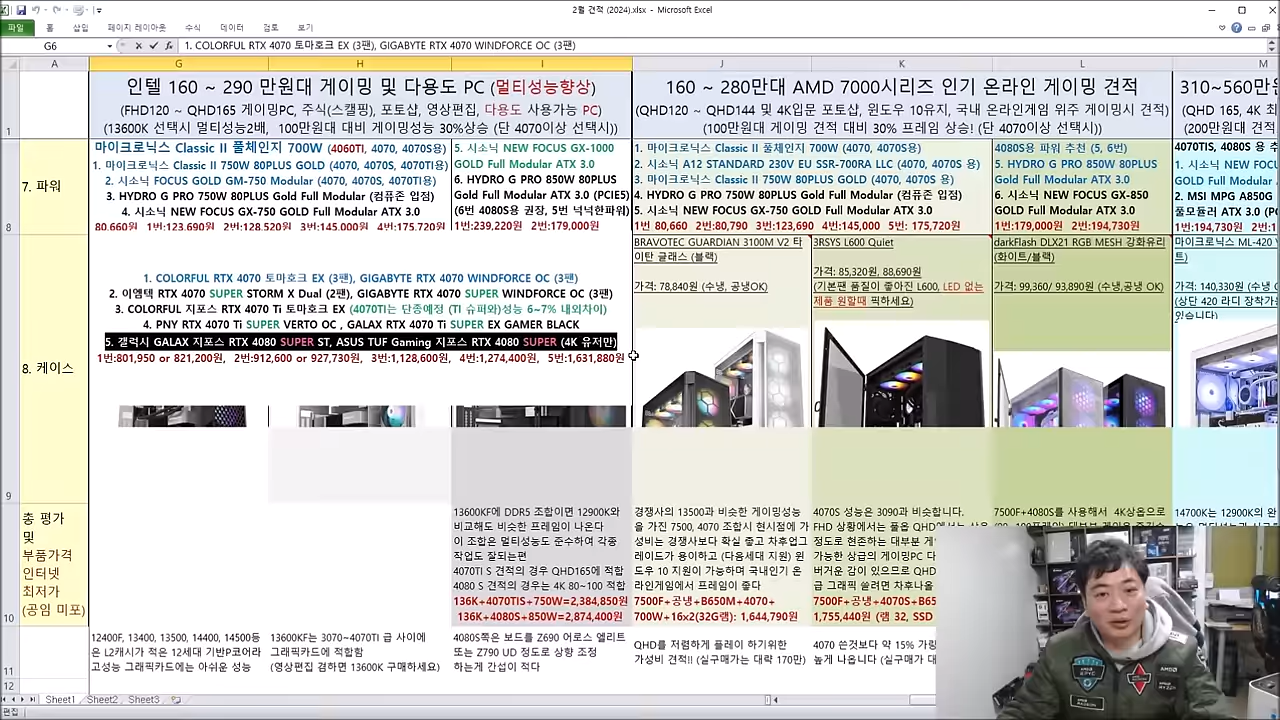 2월 견적 (2024).xlsx - Microsoft Excel
파일 홈 삽입 페이지 레이아웃 수식 데이터 검토 보기
G6 1. COLORFUL RTX 4070 토마호크 EX (3팬), GIGABYTE RTX 4070 WINDFORCE OC (3팬)
A G H I J K L M
1
인텔 160 ~ 290 만원대 게이밍 및 다용도 PC (멀티성능향상)
(FHD120 ~ QHD165 게이밍PC, 주식(스캘핑), 포토샵, 영상편집, 다용도 사용가능 PC)
(13600K 선택시 멀티성능2배, 100만원대 대비 게이밍성능 30%상승 (단 4070이상 선택시))
160 ~ 280만대 AMD 7000시리즈 인기 온라인 게이밍 견적
(QHD120 ~ QHD144 및 4K입문 포토샵, 윈도우 10유지, 국내 온라인게임 위주 게이밍시 견적)
(100만원대 게이밍 견적 대비 30% 프레임 상승! (단 4070이상 선택시))
310~560만
(QHD 165, 4K 최
(200만원대 견적
7. 파워
8
마이크로닉스 Classic II 풀체인지 700W (4060TI, 4070, 4070S용)
1. 마이크로닉스 Classic II 750W 80PLUS GOLD (4070, 4070S, 4070TI용)
2. 시소닉 FOCUS GOLD GM-750 Modular (4070, 4070S, 4070TI용)
3. HYDRO G PRO 750W 80PLUS Gold Full Modular (컴퓨존 입점)
4. 시소닉 NEW FOCUS GX-750 GOLD Full Modular ATX 3.0
80,660원 1번:123,690원 2번:128,520원 3번:145,000원 4번:175,720원
5. 시소닉 NEW FOCUS GX-1000
GOLD Full Modular ATX 3.0
6. HYDRO G PRO 850W 80PLUS
Gold Full Modular ATX 3.0 (PCIE5)
(6번 4080S용 권장, 5번 넉넉한파워)
1번:239,220원 2번:179,000원
1. 마이크로닉스 Classic II 풀체인지 700W (4070, 4070S용)
2. 시소닉 A12 STANDARD 230V EU SSR-700RA LLC (4070, 4070S 용)
3. 마이크로닉스 Classic II 750W 80PLUS GOLD (4070, 4070S 용)
4. HYDRO G PRO 750W 80PLUS Gold Full Modular (컴퓨존 입점)
5. 시소닉 NEW FOCUS GX-750 GOLD Full Modular ATX 3.0
1번 80,660 2번:80,790 3번:123,690 4번:145,000원 5번: 175,720원
4080S용 파워 추천 (5, 6번)
5. HYDRO G PRO 850W 80PLUS
Gold Full Modular ATX 3.0
6. 시소닉 NEW FOCUS GX-850
GOLD Full Modular ATX 3.0
1번:179,000원 2번:194,730원
4070TIS, 4080S 용 추
1. 시소닉 NEW FOCUS
GOLD Full Modular A
2. MSI MPG A850G
풀모듈러 ATX 3.0 (
1번:194,730원 2번:1
8. 케이스
9
1. COLORFUL RTX 4070 토마호크 EX (3팬), GIGABYTE RTX 4070 WINDFORCE OC (3팬)
2. 이엠텍 RTX 4070 SUPER STORM X Dual (2팬), GIGABYTE RTX 4070 SUPER WINDFORCE OC (3팬)
3. COLORFUL 지포스 RTX 4070 Ti 토마호크 EX (4070TI는 단종예정 (TI 슈퍼와)성능 6~7% 내외차이)
4. PNY RTX 4070 Ti SUPER VERTO OC , GALAX RTX 4070 Ti SUPER EX GAMER BLACK
5. 갤럭시 GALAX 지포스 RTX 4080 SUPER ST, ASUS TUF Gaming 지포스 RTX 4080 SUPER (4K 유저만)
1번:801,950 or 821,200원, 2번:912,600 or 927,730원, 3번:1,128,600원, 4번:1,274,400원, 5번:1,631,880원
BRAVOTEC GUARDIAN 3100M V2 타
이탄 글래스 (블랙)
가격: 78,840원 (수냉, 공냉OK)
3RSYS L600 Quiet
가격: 85,320원, 88,690원
(기본팬 품질이 좋아진 L600, LED 없는
제품 원할때 픽하세요)
darkFlash DLX21 RGB MESH 강화유리
(화이트/블랙)
가격: 99,360/ 93,890원 (수냉,공냉 OK)
마이크로닉스 ML-420
트)
가격: 140,330원 (수냉
(상단 420 라디 장착가
있습니다)
총 평가
및
부품가격
인터넷
최저가
(공임 미포)
10
13600KF에 DDR5 조합이면 12900K와
비교해도 비슷한 프레임이 나온다
이 조합은 멀티성능도 준수하여 각종
작업도 잘되는편
4070TI S 견적의 경우 QHD165에 적합
4080 S 견적의 경우는 4K 80~100 적합
136K+4070TIS+750W=2,384,850원
136K+4080S+850W=2,874,400원
경쟁사의 13500과 비슷한 게이밍성능
을 가진 7500, 4070 조합시 현시점에 가
성비는 경쟁사보다 확실 좋고 차후업그
레이드가 용이하고 (다음세대 지원) 윈
도우 10 지원이 가능하며 국내인기 온
라인게임에서 프레임이 좋다
7500F+공냉+B650M+4070+
700W+16x2(32G램): 1,644,790원
4070S 성능은 3090과 비슷합니다.
FHD 상황에서는 풀옵 QHD에서는 상옵
정도로 현존하는 대부분 게
가능한 상급의 게이밍PC
버거운 감이 있으므로 QHD
급 그래픽 쓸려면 차후나올
7500F+공냉+B650M+4070S
1,755,440원 (램 32, SSD
7500F+4080S를 사용해서 4K상옵으로
14700K는 12900의 완
11
12400F, 13400, 13500, 14400, 14500등
은 L2캐시가 적은 12세대 기반P코어라
고성능 그래픽카드에는 아쉬운 성능
13600KF는 3070~4070TI 급 사이에
그래픽카드에 적합함
(영상편집 겸하면 13600K 구매하세요)
4080S쪽은 보드를 Z690 어로스 엘리트
또는 Z790 UD 정도로 상향 조정
하는게 간섭이 적다
QHD를 저렴하게 플레이 하기위한
가성비 견적!! (실구매가는 대략 170만)
4070 쓴것보다 약 15% 가량
높게 나옵니다 (실구매가 대
12
Sheet1 Sheet2 Sheet3
편집
AMD
EPYC
AMD
RYZEN
AMD
RADEON